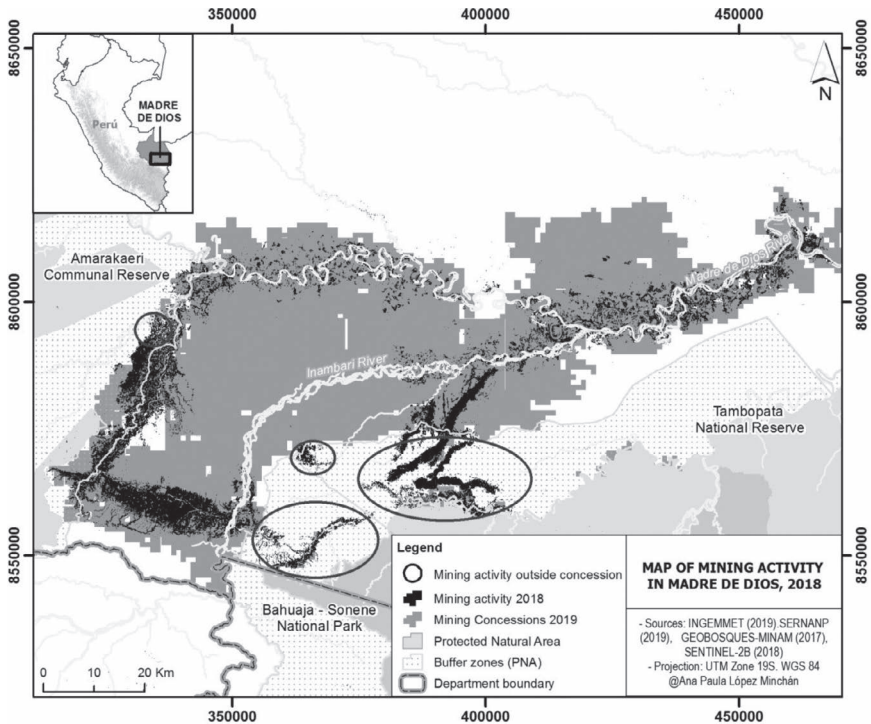 350000 400000 450000
8650000 8650000
N
Perú
MADRE
DE DIOS
Amarakaeri
Communal Reserve
Madre de Dios River
8600000 8600000
Inambari River
Tambopata
National Reserve
8550000 8550000
Bahuaja - Sonene
National Park
Legend
Mining activity outside concession
Mining activity 2018
Mining Concessions 2019
Protected Natural Area
Buffer zones (PNA)
Department boundary
MAP OF MINING ACTIVITY
IN MADRE DE DIOS, 2018
- Sources: INGEMMET (2019) SERNANP
(2019), GEOBOSQUES-MINAM (2017),
SENTINEL-2B (2018)
- Projection: UTM Zone 19S. WGS 84
@Ana Paula López Minchán
0 10 20 Km
350000 400000 450000